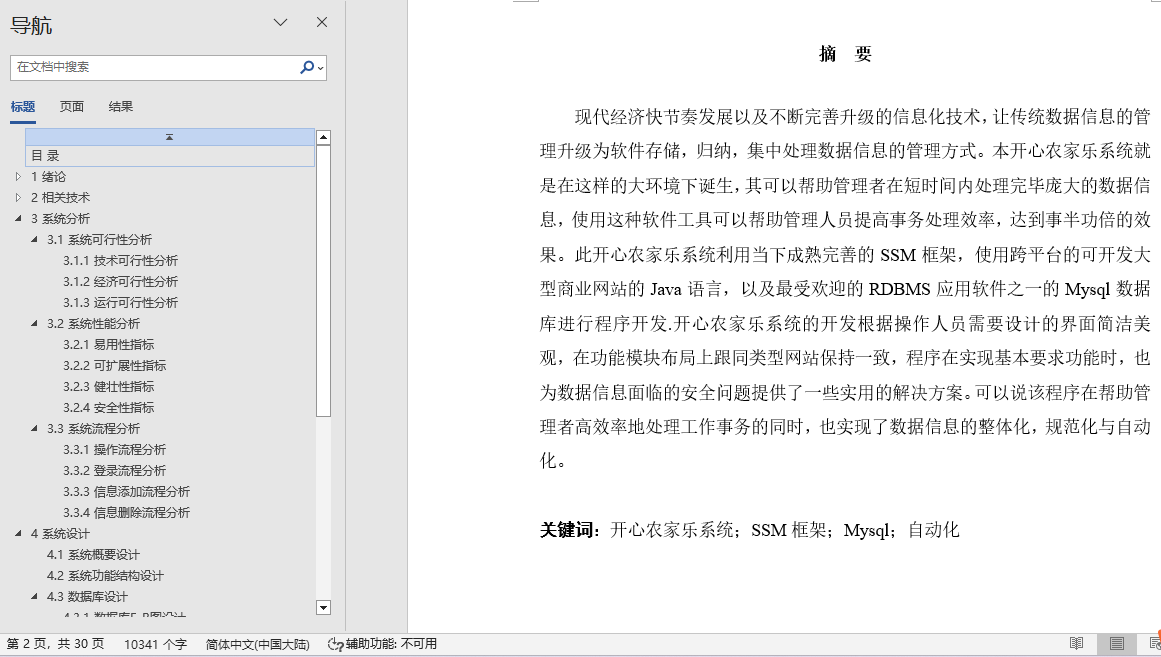 导航
在文档中搜索
标题 页面 结果
目 录
1 绪论
2 相关技术
3 系统分析
3.1 系统可行性分析
3.1.1 技术可行性分析
3.1.2 经济可行性分析
3.1.3 运行可行性分析
3.2 系统性能分析
3.2.1 易用性指标
3.2.2 可扩展性指标
3.2.3 健壮性指标
3.2.4 安全性指标
3.3 系统流程分析
3.3.1 操作流程分析
3.3.2 登录流程分析
3.3.3 信息添加流程分析
3.3.4 信息删除流程分析
4 系统设计
4.1 系统概要设计
4.2 系统功能结构设计
4.3 数据库设计
4.3.1 数据库E-R图设计
摘 要
现代经济快节奏发展以及不断完善升级的信息化技术，让传统数据信息的管
理升级为软件存储，归纳，集中处理数据信息的管理方式。本开心农家乐系统就
是在这样的大环境下诞生，其可以帮助管理者在短时间内处理完毕庞大的数据信
息，使用这种软件工具可以帮助管理人员提高事务处理效率，达到事半功倍的效
果。此开心农家乐系统利用当下成熟完善的 SSM 框架，使用跨平台的可开发大
型商业网站的 Java 语言，以及最受欢迎的 RDBMS 应用软件之一的 Mysql 数据
库进行程序开发.开心农家乐系统的开发根据操作人员需要设计的界面简洁美
观，在功能模块布局上跟同类型网站保持一致，程序在实现基本要求功能时，也
为数据信息面临的安全问题提供了一些实用的解决方案。可以说该程序在帮助管
理者高效率地处理工作事务的同时，也实现了数据信息的整体化，规范化与自动
化。
关键词：开心农家乐系统；SSM 框架；Mysql；自动化
第 2 页，共 30 页 10341 个字 简体中文(中国大陆) 辅助功能: 不可用